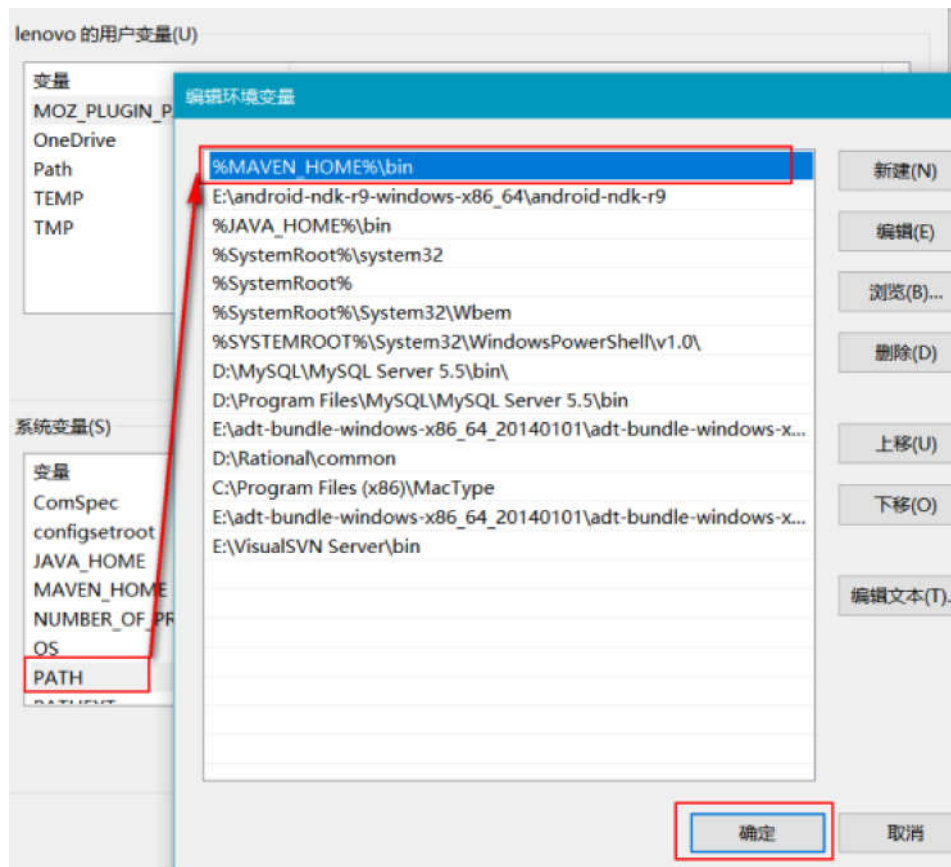 lenovo 的用户变量(U)
变量
MOZ_PLUGIN_P
OneDrive
Path
TEMP
TMP
编辑环境变量
%MAVEN_HOME%\bin
E:\android-ndk-r9-windows-x86_64\android-ndk-r9
%JAVA_HOME%\bin
%SystemRoot%\system32
%SystemRoot%
%SystemRoot%\System32\Wbem
%SYSTEMROOT%\System32\WindowsPowerShell\v1.0\
D:\MySQL\MySQL Server 5.5\bin\
D:\Program Files\MySQL\MySQL Server 5.5\bin
E:\adt-bundle-windows-x86_64_20140101\adt-bundle-windows-x...
D:\Rational\common
C:\Program Files (x86)\MacType
E:\adt-bundle-windows-x86_64_20140101\adt-bundle-windows-x...
E:\VisualSVN Server\bin
新建(N)
编辑(E)
浏览(B)...
删除(D)
上移(U)
下移(O)
编辑文本(T).
系统变量(S)
变量
ComSpec
configsetroot
JAVA_HOME
MAVEN_HOME
NUMBER_OF_PR
OS
PATH
确定
取消